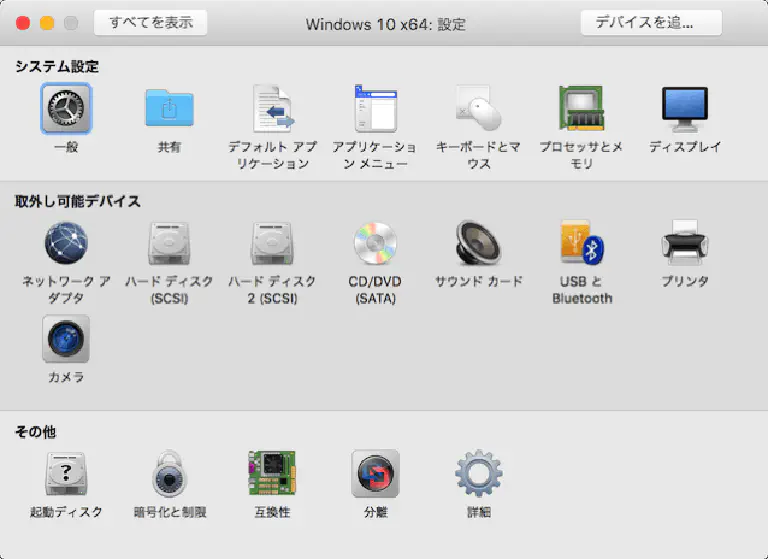 すべてを表示
Windows 10 x64: 設定
デバイスを追...
システム設定
一般
共有
デフォルト アプ
リケーション
アプリケーショ
ン メニュー
キーボードとマ
ウス
プロセッサとメ
モリ
ディスプレイ
取外し可能デバイス
ネットワーク ア
ダプタ
ハード ディスク
(SCSI)
ハード ディスク
2 (SCSI)
CD/DVD
(SATA)
サウンド カード
USB と
Bluetooth
プリンタ
カメラ
その他
?
起動ディスク
暗号化と制限
互換性
分離
詳細